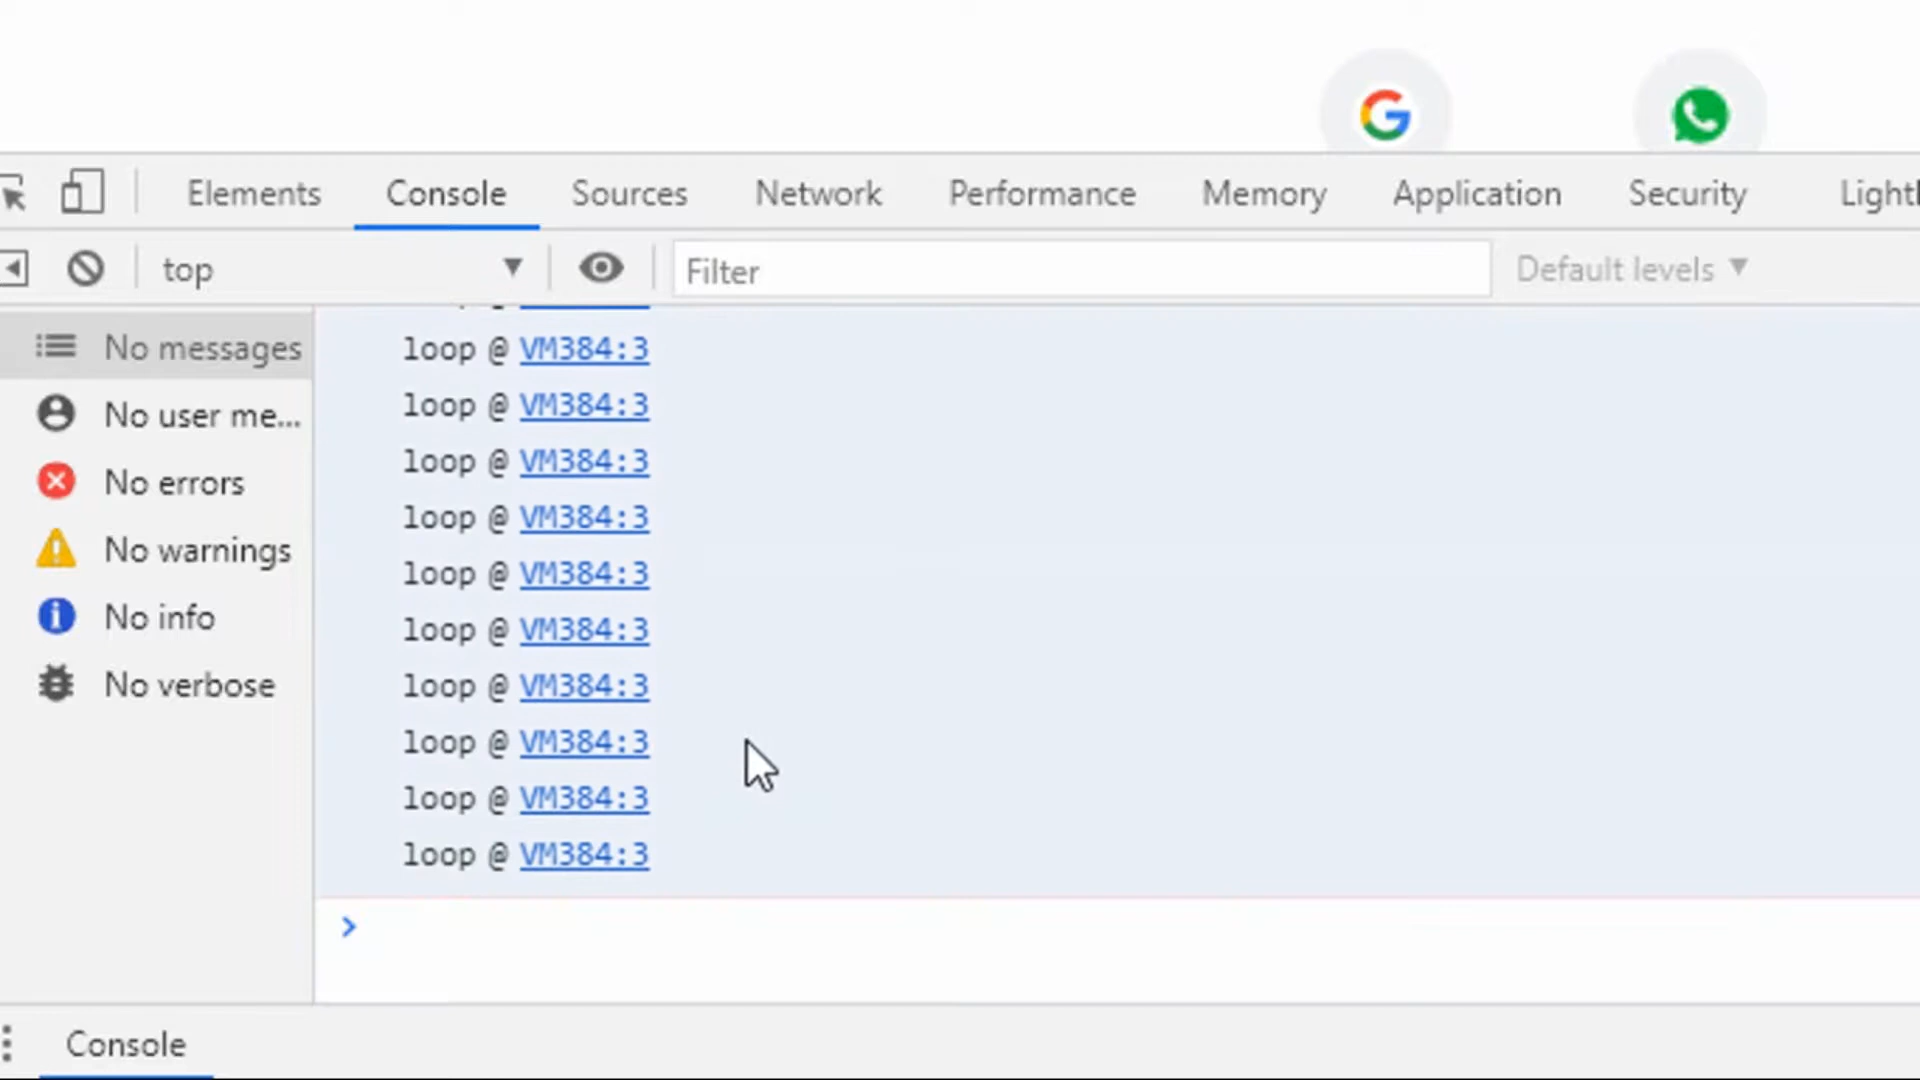 Elements Console Sources Network Performance Memory Application Security Light
top Filter Default levels
No messages
No user me...
No errors
No warnings
No info
No verbose
loop @ VM384:3
loop @ VM384:3
loop @ VM384:3
loop @ VM384:3
loop @ VM384:3
loop @ VM384:3
loop @ VM384:3
loop @ VM384:3
loop @ VM384:3
loop @ VM384:3
>
Console